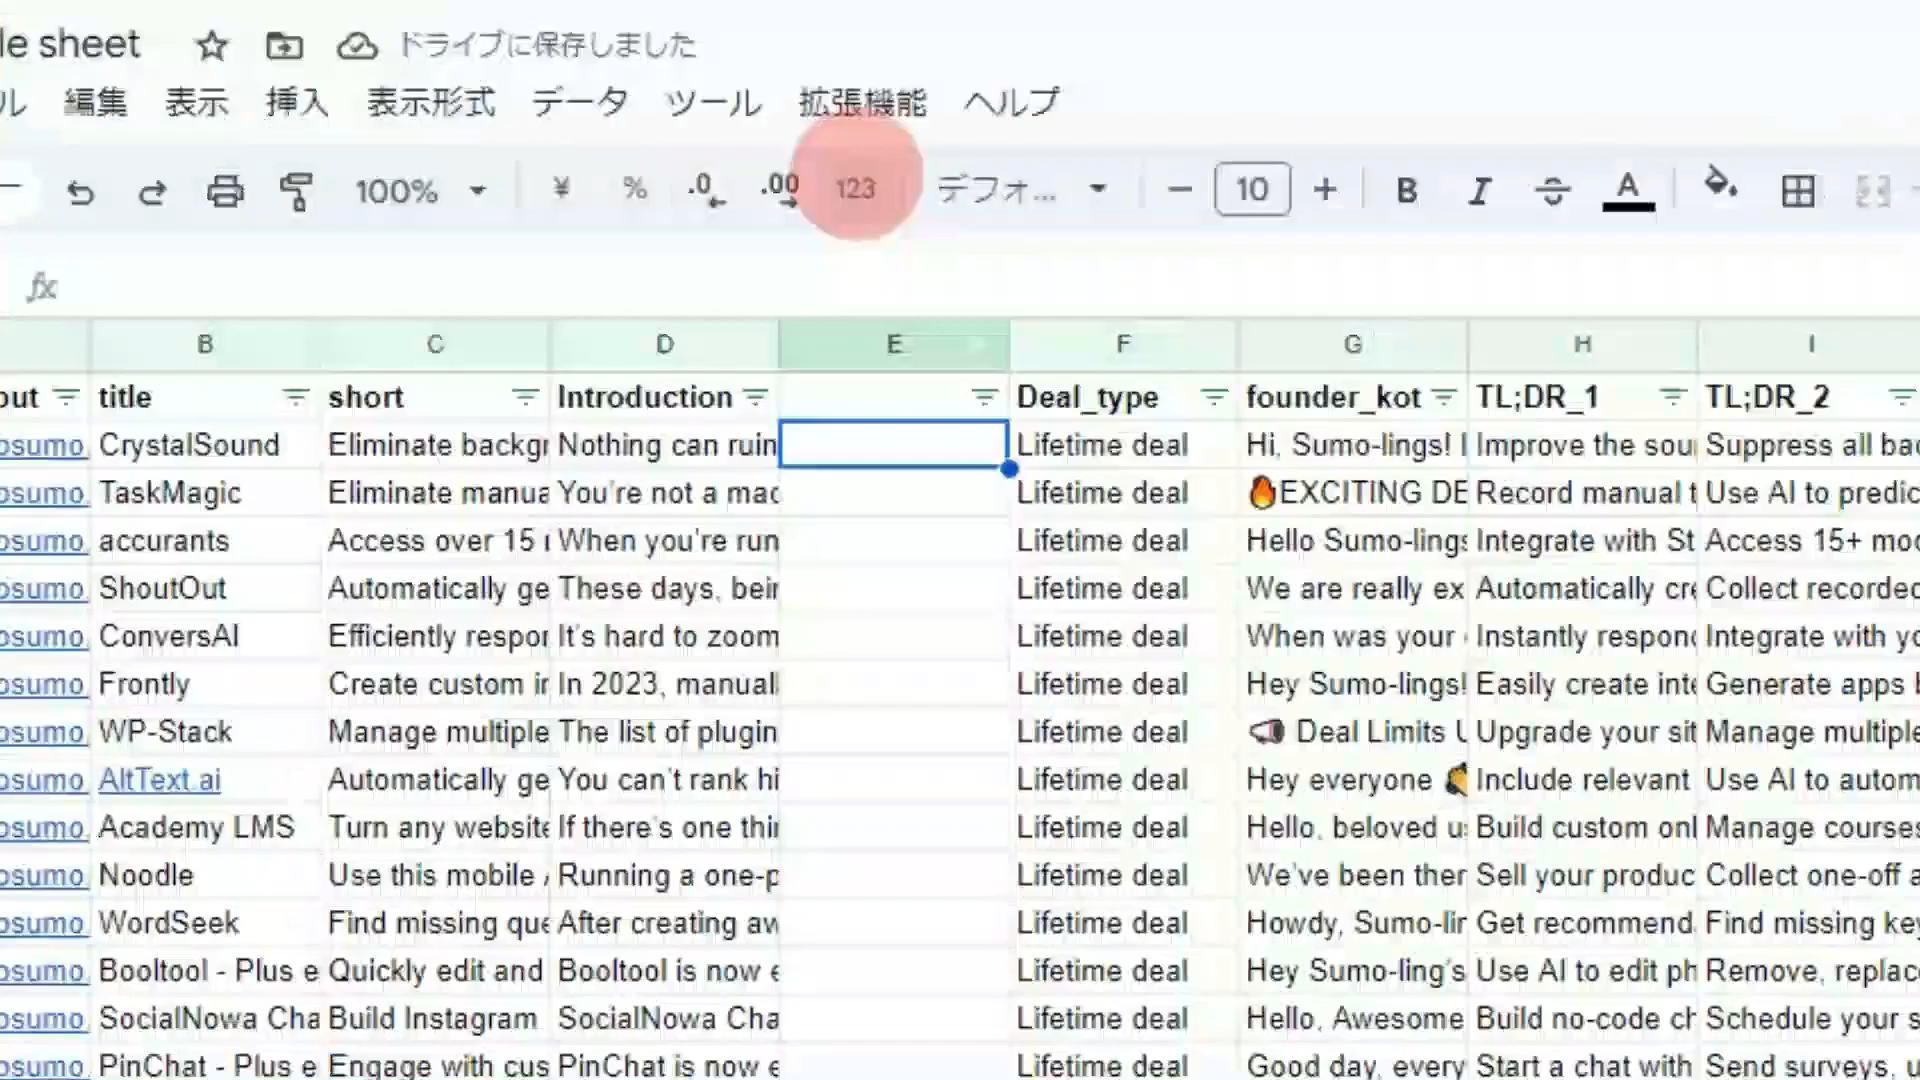 le sheet ドライブに保存しました
ル 編集 表示 挿入 表示形式 データ ツール 拡張機能 ヘルプ
100% ¥ % .0 .00 123 デフォ... − 10 + B I A
fx
B C D E F G H I
out title short Introduction Deal_type founder_kot TL;DR_1 TL;DR_2
osumo. CrystalSound Eliminate backgr Nothing can ruin Lifetime deal Hi, Sumo-lings! Improve the sou Suppress all ba
osumo. TaskMagic Eliminate manua You're not a mac Lifetime deal 🔥EXCITING DE Record manual t Use AI to predic
osumo. accurants Access over 15 When you're run Lifetime deal Hello Sumo-lings Integrate with St Access 15+ mo
osumo. ShoutOut Automatically ge These days, bein Lifetime deal We are really ex Automatically cre Collect recorded
osumo. ConversAI Efficiently respon It's hard to zoom Lifetime deal When was your Instantly respond Integrate with yo
osumo. Frontly Create custom in In 2023, manuall Lifetime deal Hey Sumo-lings! Easily create inte Generate apps
osumo. WP-Stack Manage multiple The list of plugin Lifetime deal 📢 Deal Limits U Upgrade your sit Manage multiple
osumo. AltText.ai Automatically ge You can't rank hi Lifetime deal Hey everyone 👋 Include relevant Use AI to autom
osumo. Academy LMS Turn any website If there's one thin Lifetime deal Hello, beloved us Build custom onl Manage courses
osumo. Noodle Use this mobile Running a one-p Lifetime deal We've been ther Sell your produc Collect one-off a
osumo. WordSeek Find missing que After creating aw Lifetime deal Howdy, Sumo-lin Get recommend Find missing key
osumo. Booltool - Plus e Quickly edit and Booltool is now e Lifetime deal Hey Sumo-ling's Use AI to edit ph Remove, replace
osumo. SocialNowa Cha Build Instagram SocialNowa Cha Lifetime deal Hello, Awesome Build no-code ch Schedule your s
osumo. PinChat - Plus e Engage with cus PinChat is now e Lifetime deal Good day, every Start a chat with Send surveys, u